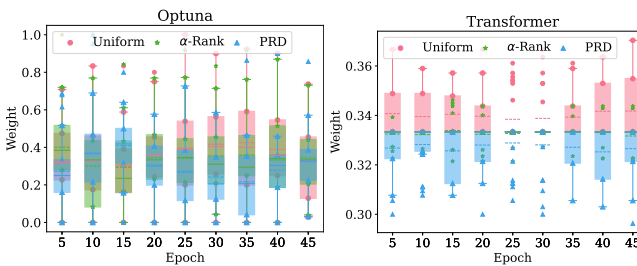 Optuna
Uniform α-Rank PRD
Weight
1.0
0.8
0.6
0.4
0.2
0.0
5 10 15 20 25 30 35 40 45
Epoch
Transformer
Uniform α-Rank PRD
Weight
0.36
0.34
0.32
0.30
5 10 15 20 25 30 35 40 45
Epoch